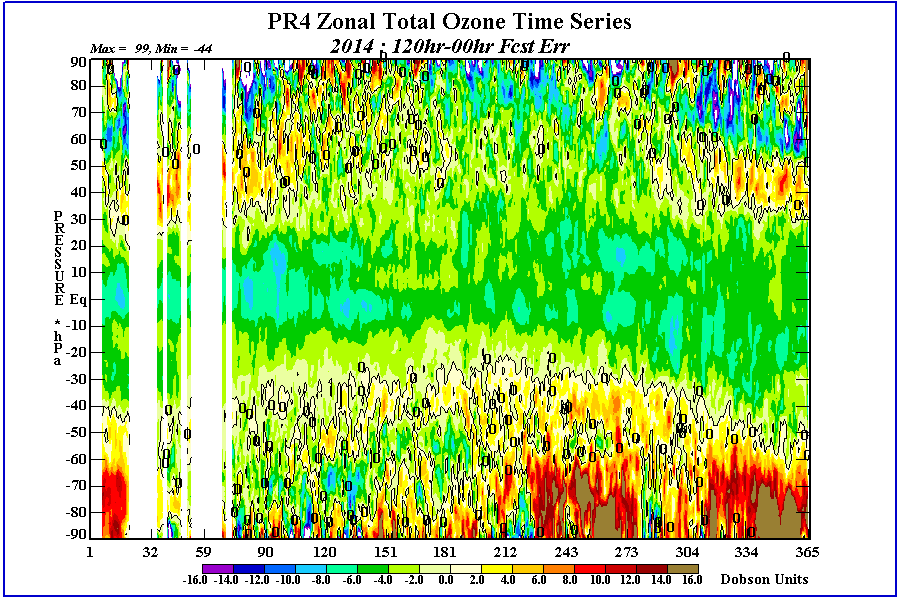 PR4 Zonal Total Ozone Time Series
2014 : 120hr-00hr Fcst Err
Max = 99, Min = -44
PRESSURE * hPa
90
80
70
60
50
40
30
20
10
Eq
-10
-20
-30
-40
-50
-60
-70
-80
-90
1 32 59 90 120 151 181 212 243 273 304 334 365
-16.0 -14.0 -12.0 -10.0 -8.0 -6.0 -4.0 -2.0 0.0 2.0 4.0 6.0 8.0 10.0 12.0 14.0 16.0 Dobson Units